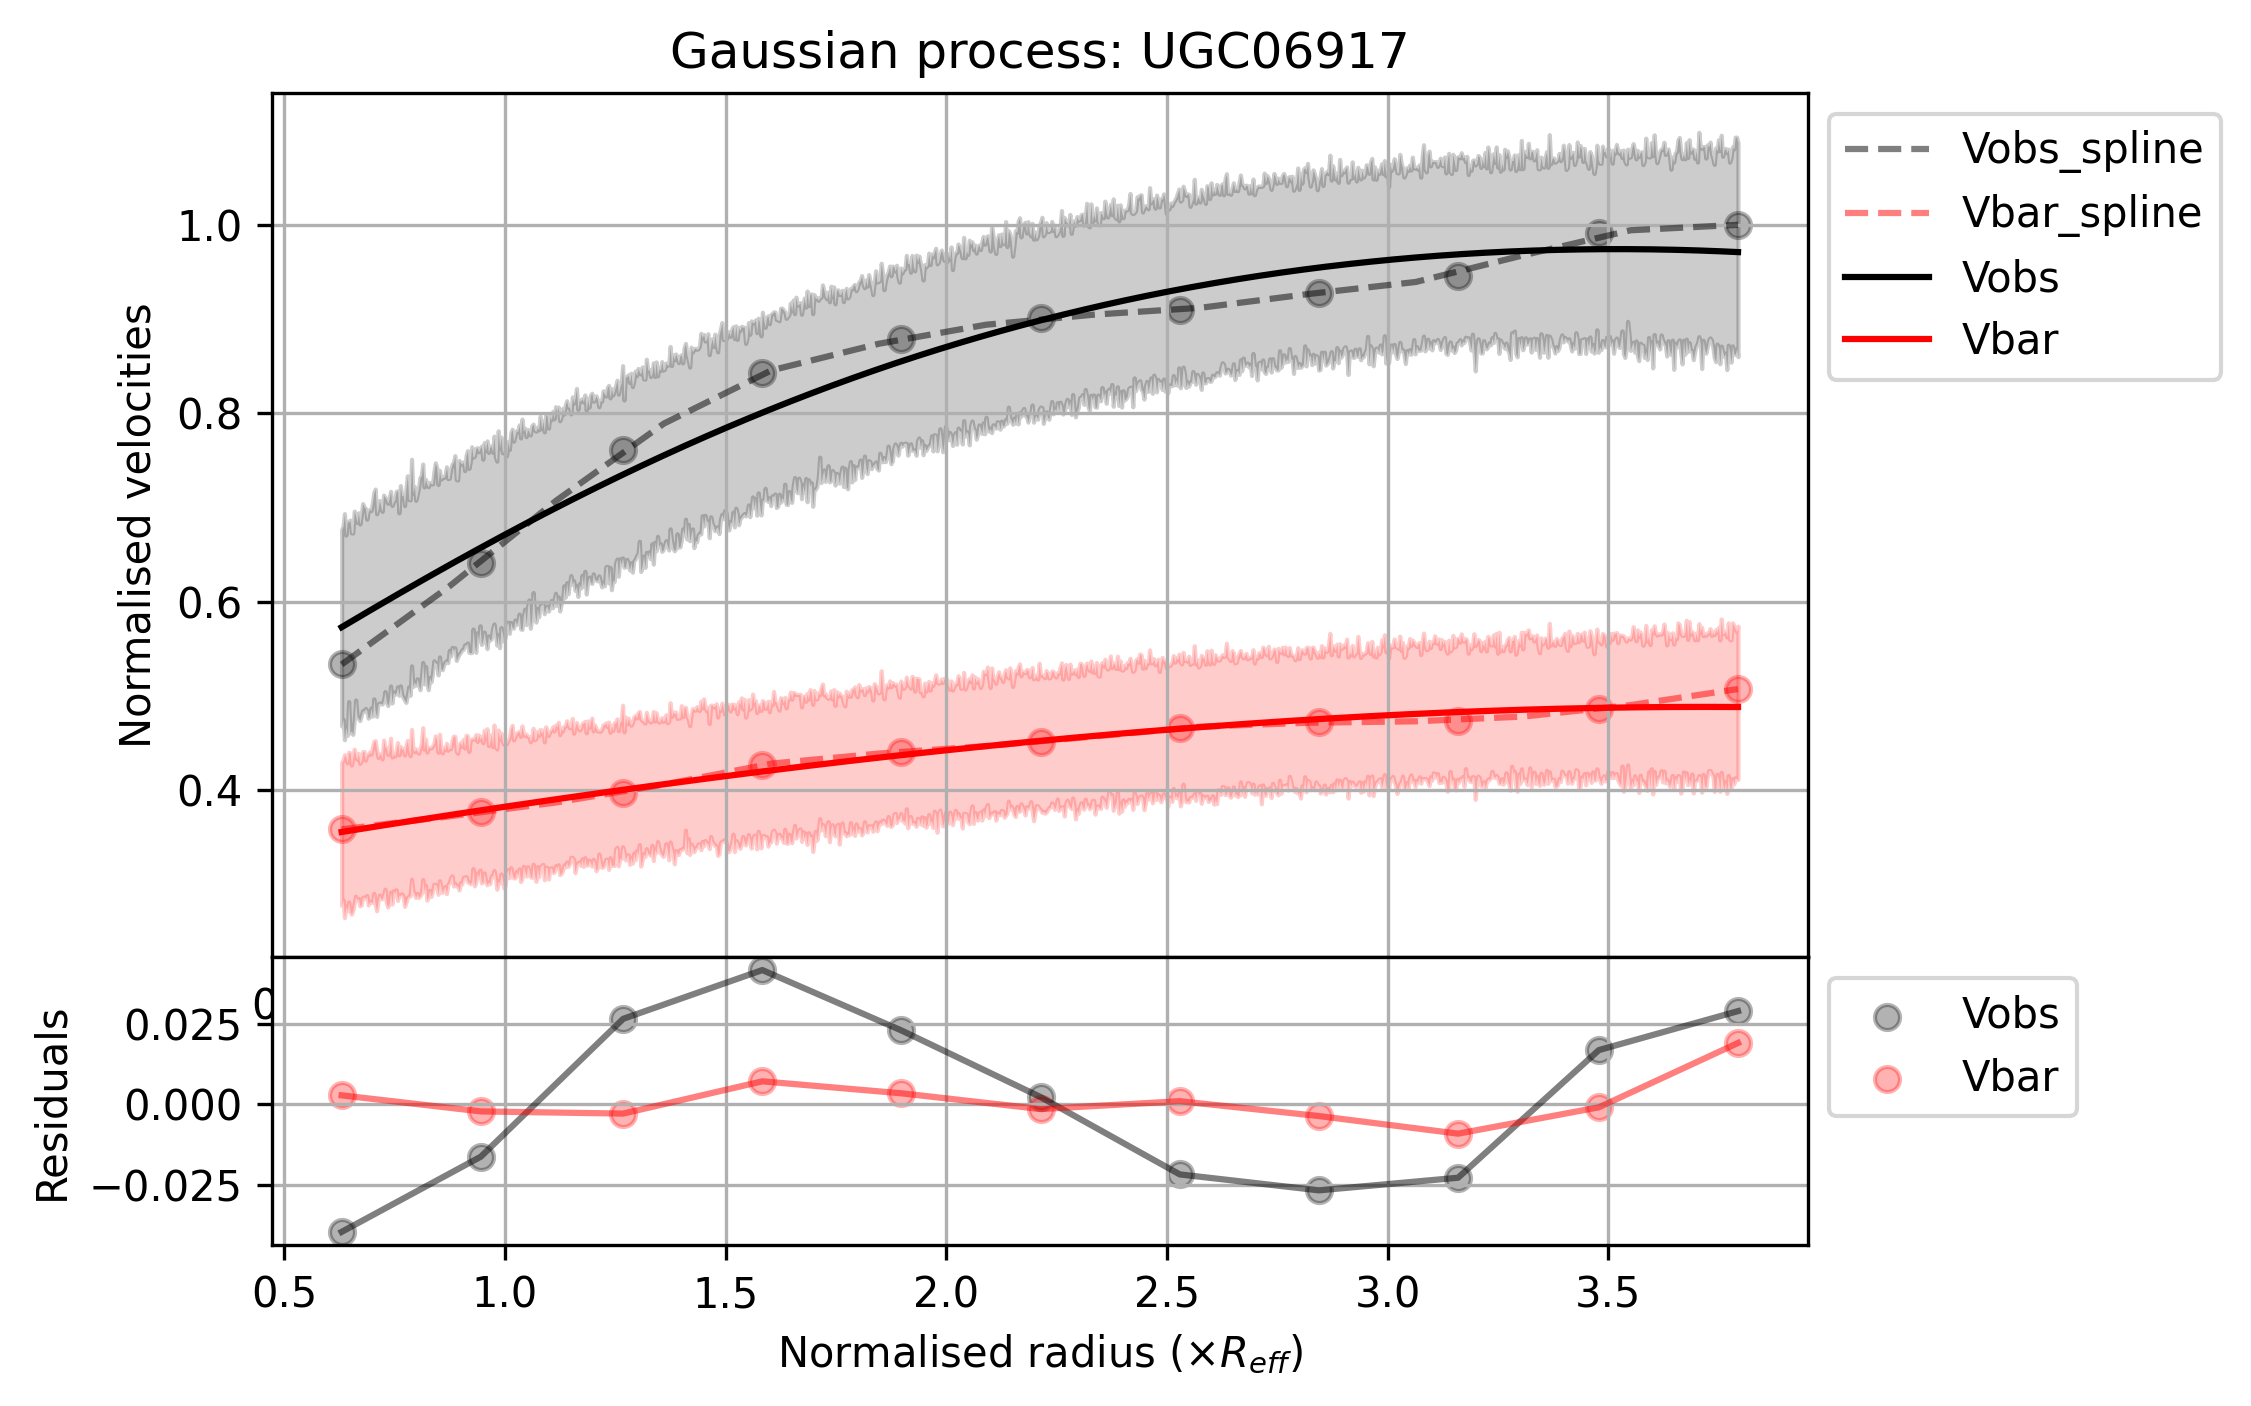 Gaussian process: UGC06917
Normalised velocities
1.0
0.8
0.6
0.4
Vobs_spline
Vbar_spline
Vobs
Vbar
Residuals
0
0.025
0.000
−0.025
Vobs
Vbar
0.5 1.0 1.5 2.0 2.5 3.0 3.5
Normalised radius (×R_eff)